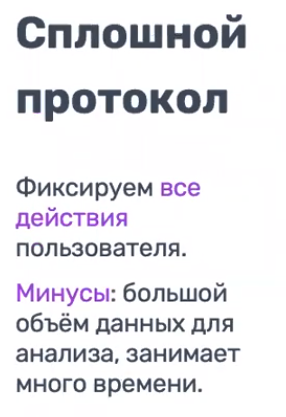 Сплошной
протокол
Фиксируем все
действия
пользователя.
Минусы: большой
объём данных для
анализа, занимает
много времени.